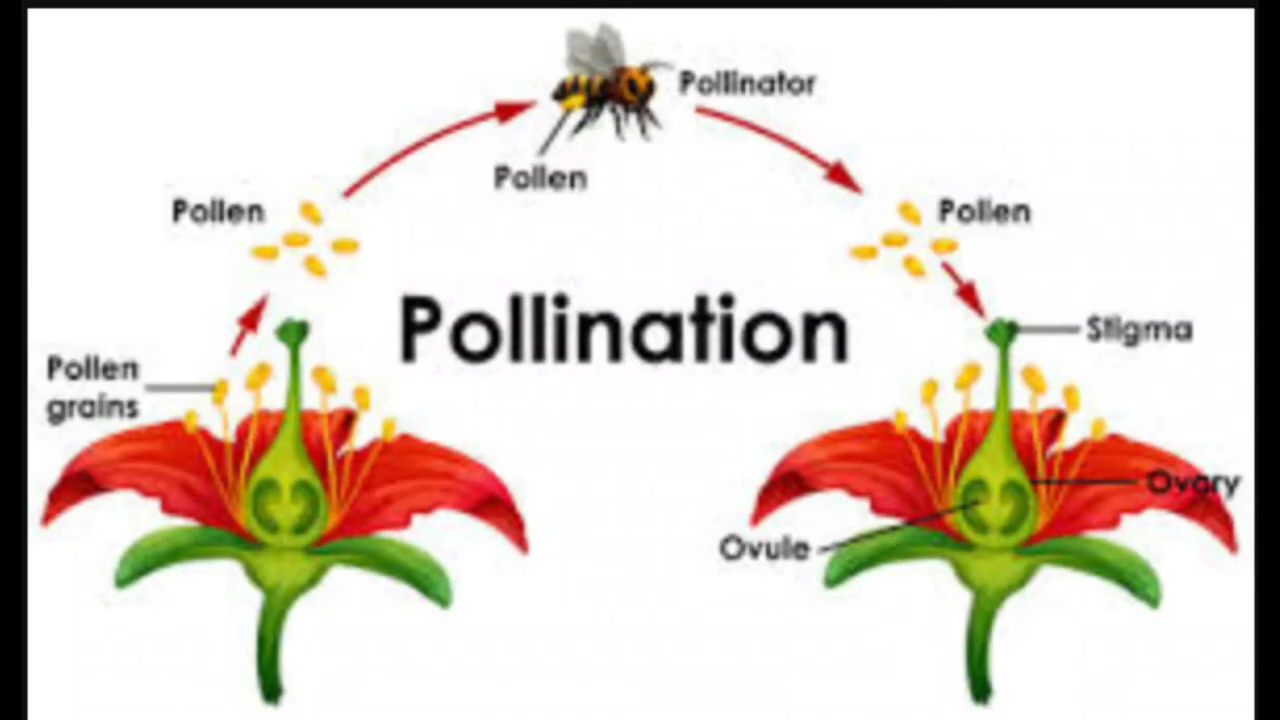 Pollinator
Pollen
Pollen
Pollen
Pollination
Stigma
Pollen
grains
Ovary
Ovule